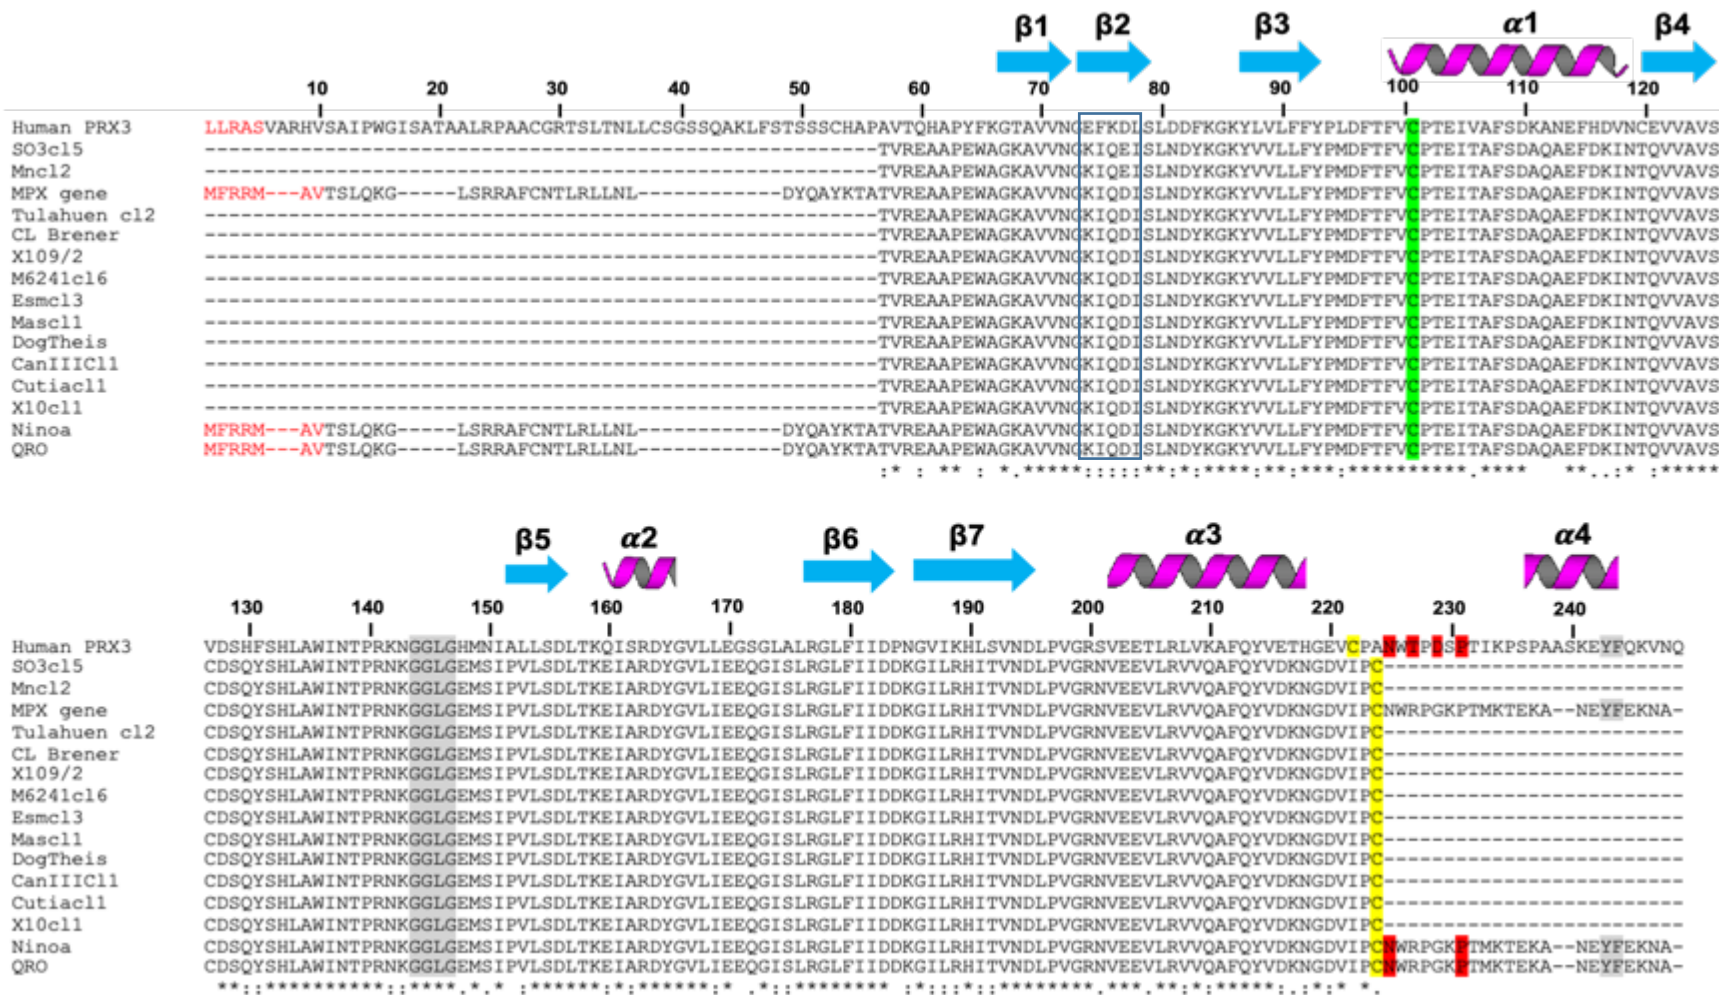 β1 β2 β3 α1 β4
10 20 30 40 50 60 70 80 90 100 110 120
Human PRX3 LLRASVARHVSAIPWGISATAALRPAACGRTSLTNLLCSGSSQAKLFSTSSSCHAPAVTQHAPYFKGTAVVNGEFKDLSLDDFKGKYLVLFFYPLDFTFVCPTEIVAFSDKANEFHDVNCEVVAVS
SO3cl5 --------------------------------------------------------TVREAAPEWAGKAVVNGKIQEISLNDYKGKYVVLLFYPMDFTFVCPTEITAFSDAQAEFDKINTQVVAVS
Mncl2 --------------------------------------------------------TVREAAPEWAGKAVVNGKIQEISLNDYKGKYVVLLFYPMDFTFVCPTEITAFSDAQAEFDKINTQVVAVS
MPX gene MFRRM---AVTSLQKG-----LSRRAFCNTLRLLNL------------DYQAYKTATVREAAPEWAGKAVVNGKIQDISLNDYKGKYVVLLFYPMDFTFVCPTEITAFSDAQAEFDKINTQVVAVS
Tulahuen cl2 --------------------------------------------------------TVREAAPEWAGKAVVNGKIQDISLNDYKGKYVVLLFYPMDFTFVCPTEITAFSDAQAEFDKINTQVVAVS
CL Brener --------------------------------------------------------TVREAAPEWAGKAVVNGKIQDISLNDYKGKYVVLLFYPMDFTFVCPTEITAFSDAQAEFDKINTQVVAVS
X109/2 --------------------------------------------------------TVREAAPEWAGKAVVNGKIQDISLNDYKGKYVVLLFYPMDFTFVCPTEITAFSDAQAEFDKINTQVVAVS
M6241cl6 --------------------------------------------------------TVREAAPEWAGKAVVNGKIQDISLNDYKGKYVVLLFYPMDFTFVCPTEITAFSDAQAEFDKINTQVVAVS
Esmcl3 --------------------------------------------------------TVREAAPEWAGKAVVNGKIQDISLNDYKGKYVVLLFYPMDFTFVCPTEITAFSDAQAEFDKINTQVVAVS
Mascl1 --------------------------------------------------------TVREAAPEWAGKAVVNGKIQDISLNDYKGKYVVLLFYPMDFTFVCPTEITAFSDAQAEFDKINTQVVAVS
DogTheis --------------------------------------------------------TVREAAPEWAGKAVVNGKIQDISLNDYKGKYVVLLFYPMDFTFVCPTEITAFSDAQAEFDKINTQVVAVS
CanIIICl1 --------------------------------------------------------TVREAAPEWAGKAVVNGKIQDISLNDYKGKYVVLLFYPMDFTFVCPTEITAFSDAQAEFDKINTQVVAVS
Cutiacl1 --------------------------------------------------------TVREAAPEWAGKAVVNGKIQDISLNDYKGKYVVLLFYPMDFTFVCPTEITAFSDAQAEFDKINTQVVAVS
X10cl1 --------------------------------------------------------TVREAAPEWAGKAVVNGKIQDISLNDYKGKYVVLLFYPMDFTFVCPTEITAFSDAQAEFDKINTQVVAVS
Ninoa MFRRM---AVTSLQKG-----LSRRAFCNTLRLLNL------------DYQAYKTATVREAAPEWAGKAVVNGKIQDISLNDYKGKYVVLLFYPMDFTFVCPTEITAFSDAQAEFDKINTQVVAVS
QRO MFRRM---AVTSLQKG-----LSRRAFCNTLRLLNL------------DYQAYKTATVREAAPEWAGKAVVNGKIQDISLNDYKGKYVVLLFYPMDFTFVCPTEITAFSDAQAEFDKINTQVVAVS
:* : ** : *.*****:::::**:*:****:**:***:**********.**** **..:* :*****
β5 α2 β6 β7 α3 α4
130 140 150 160 170 180 190 200 210 220 230 240
Human PRX3 VDSHFSHLAWINTPRKNGGLGHMNIALLSDLTKQISRDYGVLLEGSGLALRGLFIIDPNGVIKHLSVNDLPVGRSVEETLRLVKAFQYVETHGEVCPANWTPDSPTIKPSPAASKEYFQKVNQ
SO3cl5 CDSQYSHLAWINTPRNKGGLGEMSIPVLSDLTKEIARDYGVLIEEQGISLRGLFIIDDKGILRHITVNDLPVGRNVEEVLRVVQAFQYVDKNGDVIPC-------------------------
Mncl2 CDSQYSHLAWINTPRNKGGLGEMSIPVLSDLTKEIARDYGVLIEEQGISLRGLFIIDDKGILRHITVNDLPVGRNVEEVLRVVQAFQYVDKNGDVIPC-------------------------
MPX gene CDSQYSHLAWINTPRNKGGLGEMSIPVLSDLTKEIARDYGVLIEEQGISLRGLFIIDDKGILRHITVNDLPVGRNVEEVLRVVQAFQYVDKNGDVIPCNWRPGKPTMKTEKA--NEYFEKNA-
Tulahuen cl2 CDSQYSHLAWINTPRNKGGLGEMSIPVLSDLTKEIARDYGVLIEEQGISLRGLFIIDDKGILRHITVNDLPVGRNVEEVLRVVQAFQYVDKNGDVIPC-------------------------
CL Brener CDSQYSHLAWINTPRNKGGLGEMSIPVLSDLTKEIARDYGVLIEEQGISLRGLFIIDDKGILRHITVNDLPVGRNVEEVLRVVQAFQYVDKNGDVIPC-------------------------
X109/2 CDSQYSHLAWINTPRNKGGLGEMSIPVLSDLTKEIARDYGVLIEEQGISLRGLFIIDDKGILRHITVNDLPVGRNVEEVLRVVQAFQYVDKNGDVIPC-------------------------
M6241cl6 CDSQYSHLAWINTPRNKGGLGEMSIPVLSDLTKEIARDYGVLIEEQGISLRGLFIIDDKGILRHITVNDLPVGRNVEEVLRVVQAFQYVDKNGDVIPC-------------------------
Esmcl3 CDSQYSHLAWINTPRNKGGLGEMSIPVLSDLTKEIARDYGVLIEEQGISLRGLFIIDDKGILRHITVNDLPVGRNVEEVLRVVQAFQYVDKNGDVIPC-------------------------
Mascl1 CDSQYSHLAWINTPRNKGGLGEMSIPVLSDLTKEIARDYGVLIEEQGISLRGLFIIDDKGILRHITVNDLPVGRNVEEVLRVVQAFQYVDKNGDVIPC-------------------------
DogTheis CDSQYSHLAWINTPRNKGGLGEMSIPVLSDLTKEIARDYGVLIEEQGISLRGLFIIDDKGILRHITVNDLPVGRNVEEVLRVVQAFQYVDKNGDVIPC-------------------------
CanIIICl1 CDSQYSHLAWINTPRNKGGLGEMSIPVLSDLTKEIARDYGVLIEEQGISLRGLFIIDDKGILRHITVNDLPVGRNVEEVLRVVQAFQYVDKNGDVIPC-------------------------
Cutiacl1 CDSQYSHLAWINTPRNKGGLGEMSIPVLSDLTKEIARDYGVLIEEQGISLRGLFIIDDKGILRHITVNDLPVGRNVEEVLRVVQAFQYVDKNGDVIPC-------------------------
X10cl1 CDSQYSHLAWINTPRNKGGLGEMSIPVLSDLTKEIARDYGVLIEEQGISLRGLFIIDDKGILRHITVNDLPVGRNVEEVLRVVQAFQYVDKNGDVIPC-------------------------
Ninoa CDSQYSHLAWINTPRNKGGLGEMSIPVLSDLTKEIARDYGVLIEEQGISLRGLFIIDDKGILRHITVNDLPVGRNVEEVLRVVQAFQYVDKNGDVIPCNWRPGKPTMKTEKA--NEYFEKNA-
QRO CDSQYSHLAWINTPRNKGGLGEMSIPVLSDLTKEIARDYGVLIEEQGISLRGLFIIDDKGILRHITVNDLPVGRNVEEVLRVVQAFQYVDKNGDVIPCNWRPGKPTMKTEKA--NEYFEKNA-
**::**********::****.*.* :******:*:******:* .*::******** :*:::*::********.***.**:*:*****:.:*:* *.